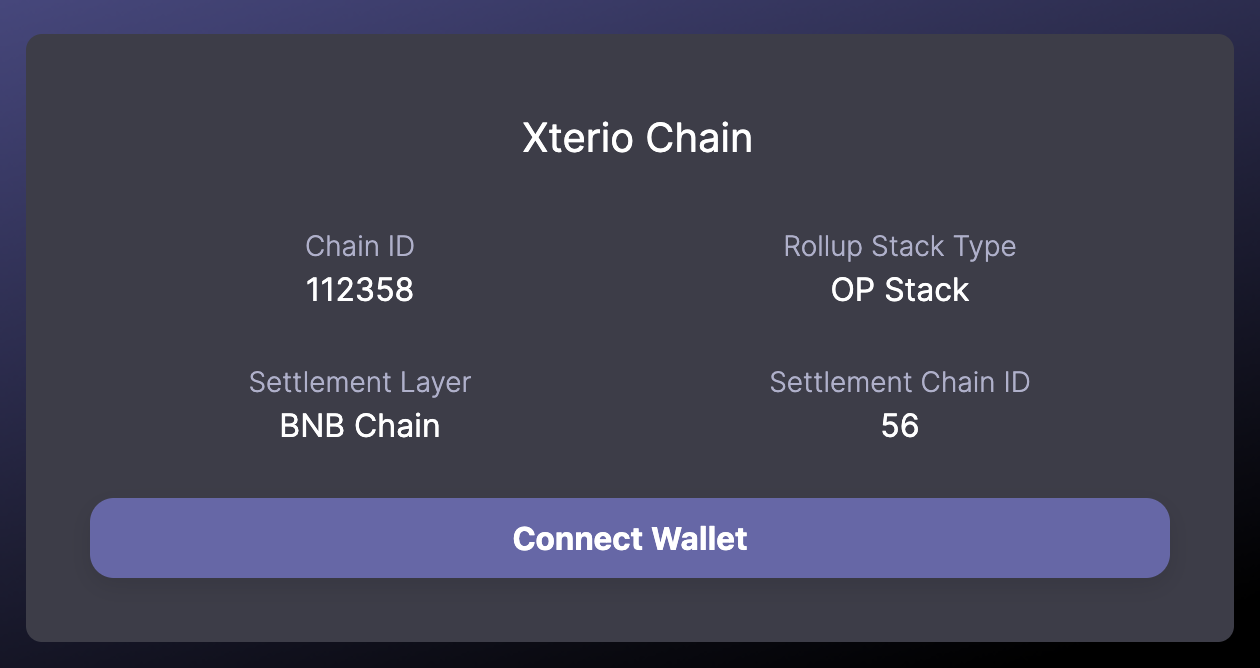 Xterio Chain
Chain ID
112358
Rollup Stack Type
OP Stack
Settlement Layer
BNB Chain
Settlement Chain ID
56
Connect Wallet